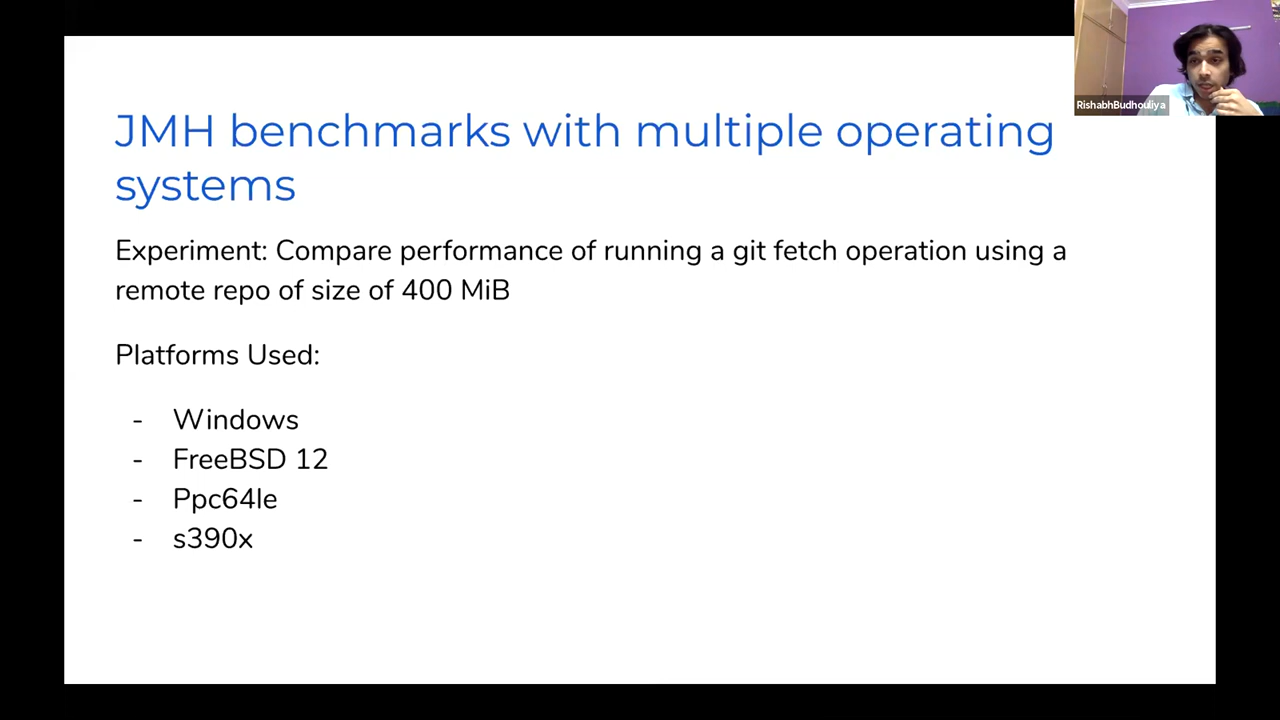 JMH benchmarks with multiple operating
systems
Experiment: Compare performance of running a git fetch operation using a
remote repo of size of 400 MiB
Platforms Used:
- Windows
- FreeBSD 12
- Ppc64le
- s390x
RishabhBudhouliya